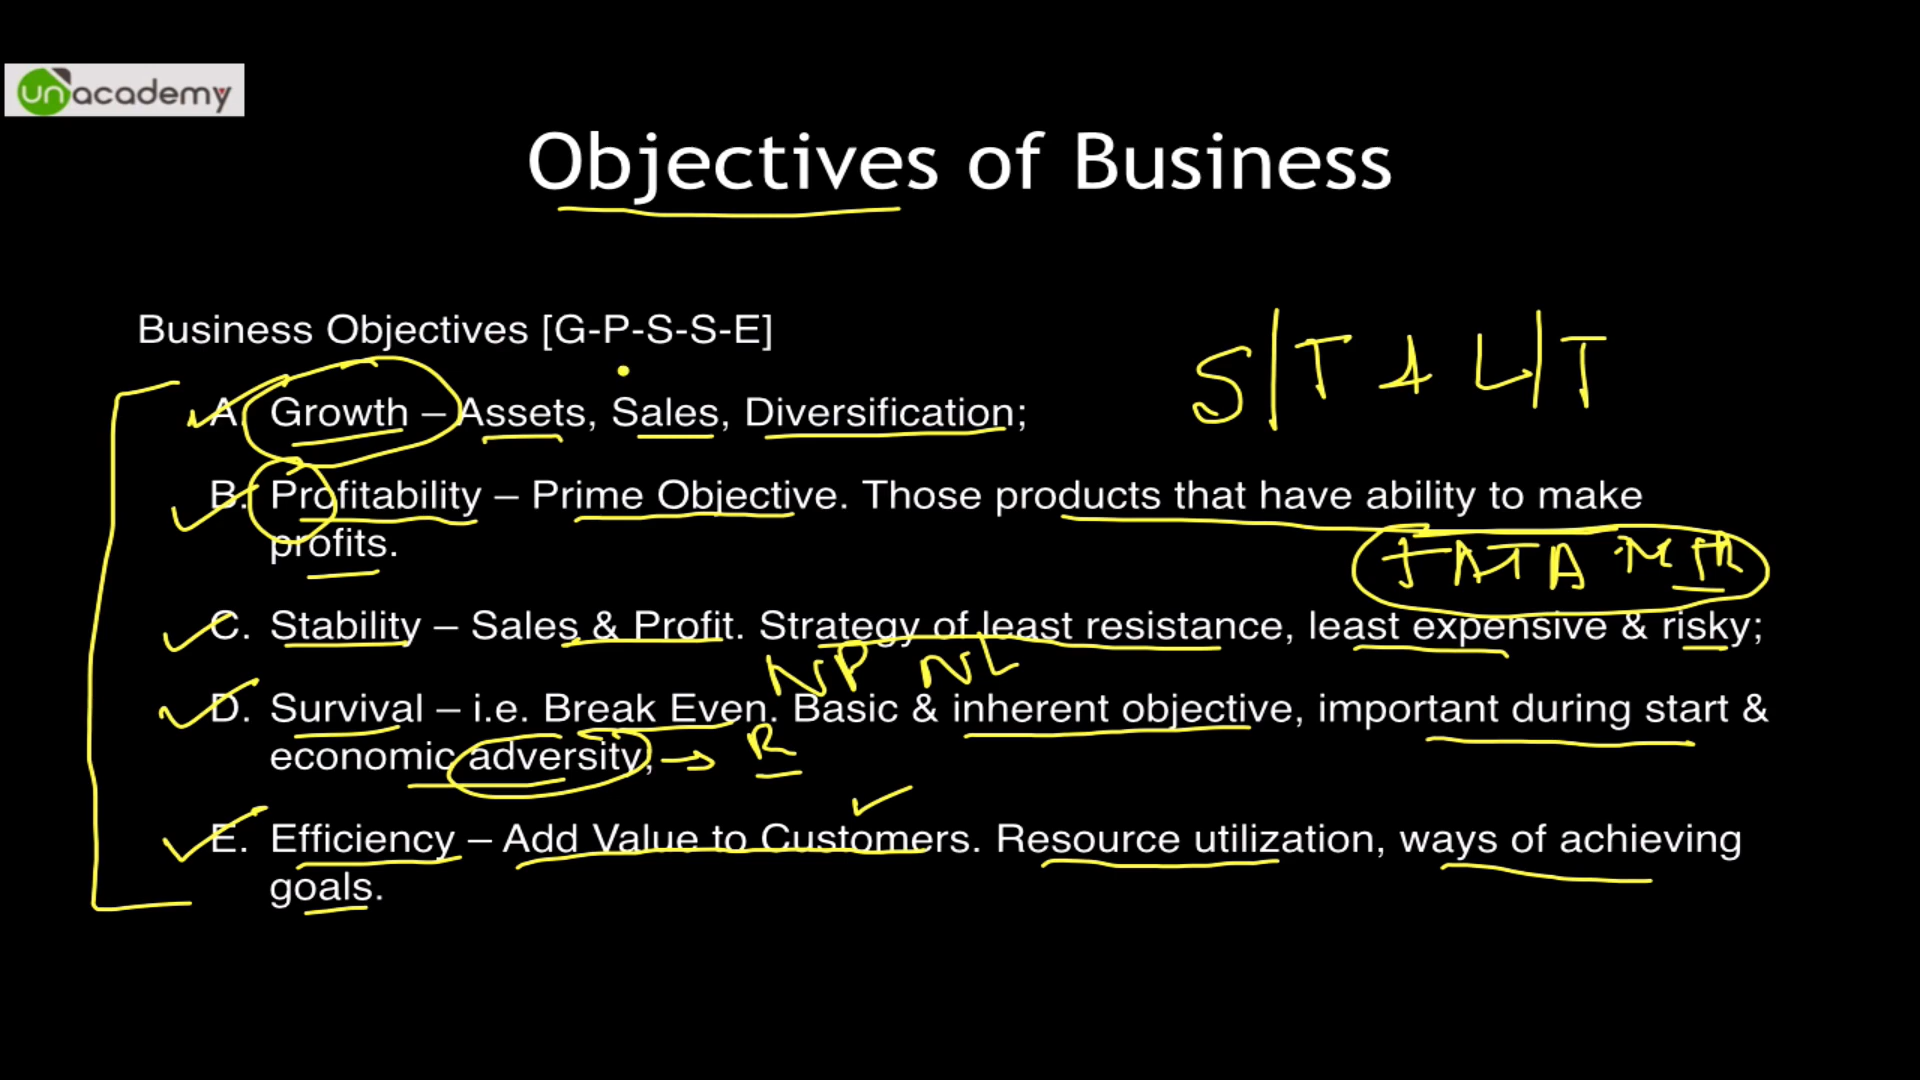 unacademy
Objectives of Business
Business Objectives [G-P-S-S-E]
S/T & L/T
A. Growth – Assets, Sales, Diversification;
B. Profitability – Prime Objective. Those products that have ability to make
profits.
TATA
C. Stability – Sales & Profit. Strategy of least resistance, least expensive & risky;
NP NL
D. Survival – i.e. Break Even. Basic & inherent objective, important during start &
economic adversity; → R
E. Efficiency – Add Value to Customers. Resource utilization, ways of achieving
goals.